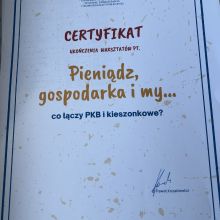 CERTYFIKAT
UKOŃCZENIA WARSZTATÓW PT.
Pieniądz,
gospodarka i my...
co łączy PKB i kieszonkowe?